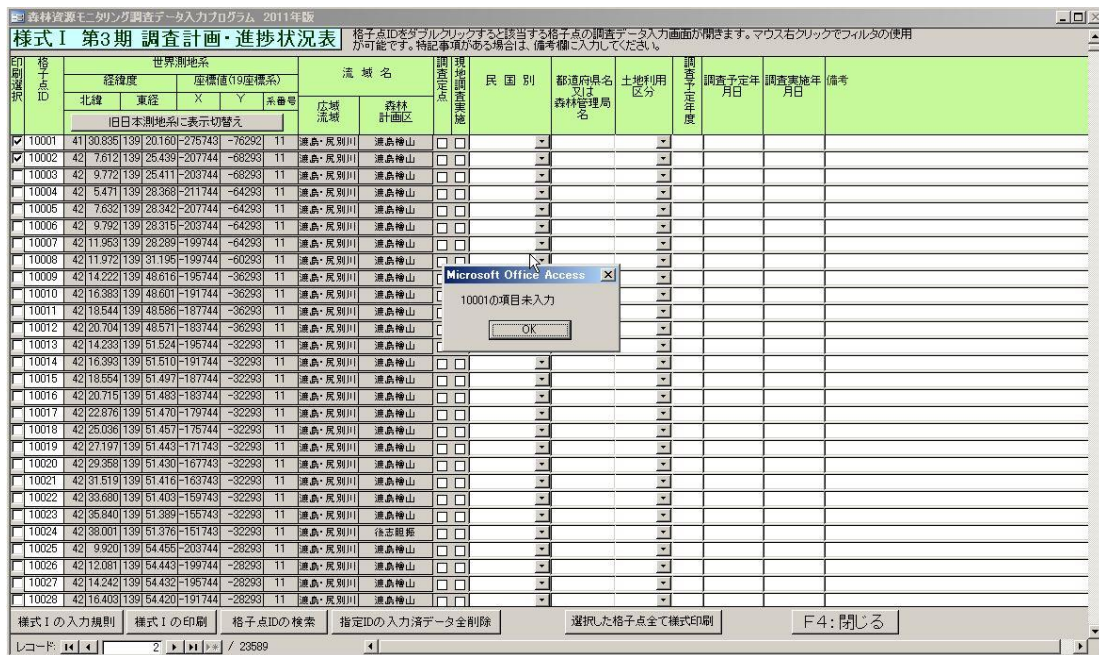 森林資源モニタリング調査データ入力プログラム 2011年版
様式Ⅰ 第3期 調査計画・進捗状況表
格子点IDをダブルクリックすると該当する格子点の調査データ入力画面が開きます。マウス右クリックでフィルタの使用
が可能です。特記事項がある場合は、備考欄に入力してください。
印刷選択 格子点ID 世界測地系 流域名 調査定点 現地調査実施 民国別 都道府県名又は森林管理局名 土地利用区分 調査予定年度 調査予定年月日 調査実施年月日 備考
経緯度 座標値(19座標系)
北緯 東経 X Y 系番号 広域流域 森林計画区
旧日本測地系に表示切替え
10001 41 30.835 139 20.160 -275743 -76292 11 渡島・尻別川 渡島檜山
10002 42 7.612 139 25.439 -207744 -68293 11 渡島・尻別川 渡島檜山
10003 42 9.772 139 25.411 -203744 -68293 11 渡島・尻別川 渡島檜山
10004 42 5.471 139 28.368 -211744 -64293 11 渡島・尻別川 渡島檜山
10005 42 7.632 139 28.342 -207744 -64293 11 渡島・尻別川 渡島檜山
10006 42 9.792 139 28.315 -203744 -64293 11 渡島・尻別川 渡島檜山
10007 42 11.953 139 28.289 -199744 -64293 11 渡島・尻別川 渡島檜山
10008 42 11.972 139 31.195 -199744 -60293 11 渡島・尻別川 渡島檜山
10009 42 14.222 139 48.616 -195744 -36293 11 渡島・尻別川 渡島檜山
10010 42 16.383 139 48.601 -191744 -36293 11 渡島・尻別川 渡島檜山
10011 42 18.544 139 48.586 -187744 -36293 11 渡島・尻別川 渡島檜山
10012 42 20.704 139 48.571 -183744 -36293 11 渡島・尻別川 渡島檜山
10013 42 14.233 139 51.524 -195744 -32293 11 渡島・尻別川 渡島檜山
10014 42 16.393 139 51.510 -191744 -32293 11 渡島・尻別川 渡島檜山
10015 42 18.554 139 51.497 -187744 -32293 11 渡島・尻別川 渡島檜山
10016 42 20.715 139 51.483 -183744 -32293 11 渡島・尻別川 渡島檜山
10017 42 22.876 139 51.470 -179744 -32293 11 渡島・尻別川 渡島檜山
10018 42 25.036 139 51.457 -175744 -32293 11 渡島・尻別川 渡島檜山
10019 42 27.197 139 51.443 -171743 -32293 11 渡島・尻別川 渡島檜山
10020 42 29.358 139 51.430 -167743 -32293 11 渡島・尻別川 渡島檜山
10021 42 31.519 139 51.416 -163743 -32293 11 渡島・尻別川 渡島檜山
10022 42 33.680 139 51.403 -159743 -32293 11 渡島・尻別川 渡島檜山
10023 42 35.840 139 51.389 -155743 -32293 11 渡島・尻別川 渡島檜山
10024 42 38.001 139 51.376 -151743 -32293 11 渡島・尻別川 後志胆振
10025 42 9.920 139 54.455 -203744 -28293 11 渡島・尻別川 渡島檜山
10026 42 12.081 139 54.443 -199744 -28293 11 渡島・尻別川 渡島檜山
10027 42 14.242 139 54.432 -195744 -28293 11 渡島・尻別川 渡島檜山
10028 42 16.403 139 54.420 -191744 -28293 11 渡島・尻別川 渡島檜山
Microsoft Office Access
10001の項目未入力
OK
様式Ⅰの入力規則 様式Ⅰの印刷 格子点IDの検索 指定IDの入力済データ全削除 選択した格子点全て様式印刷 F4:閉じる
レコード: 2 / 23589